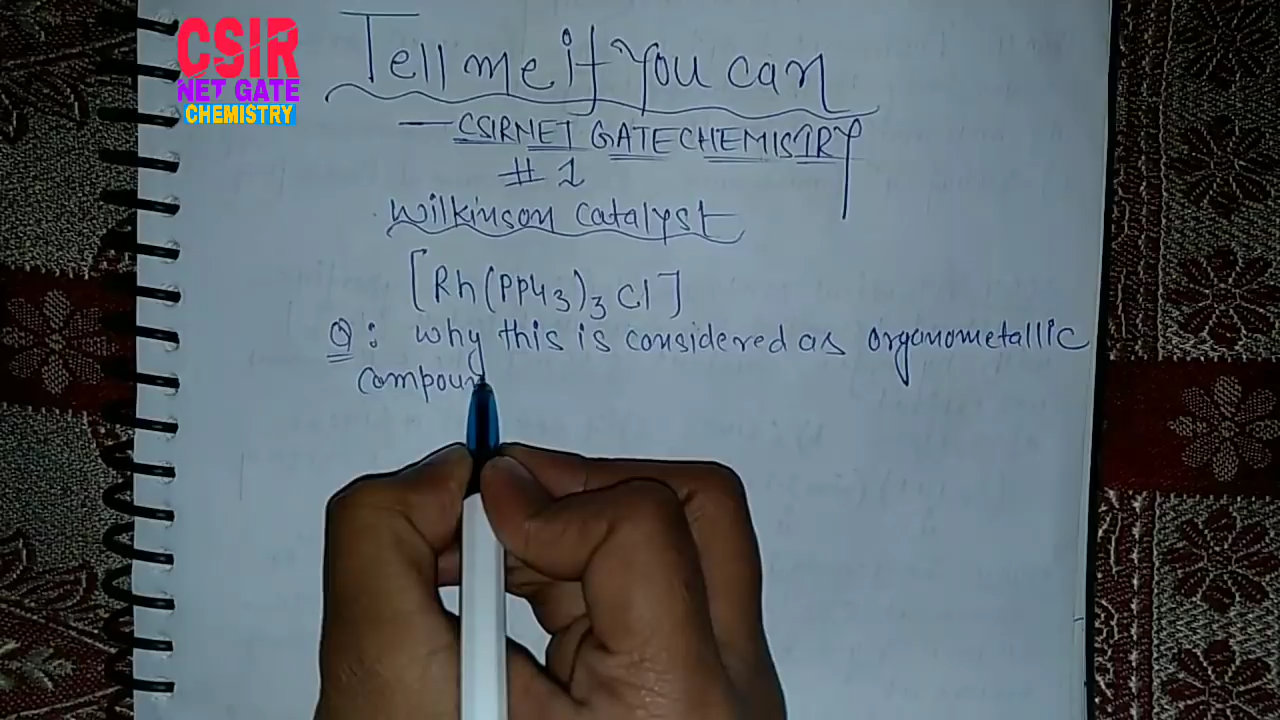 CSIR
NET GATE
CHEMISTRY
Tell me if You can
— CSIRNET GATECHEMISTRY
# 1
Wilkinson Catalyst
[Rh(PPh3)3Cl]
Q: why this is considered as organometallic
compoun